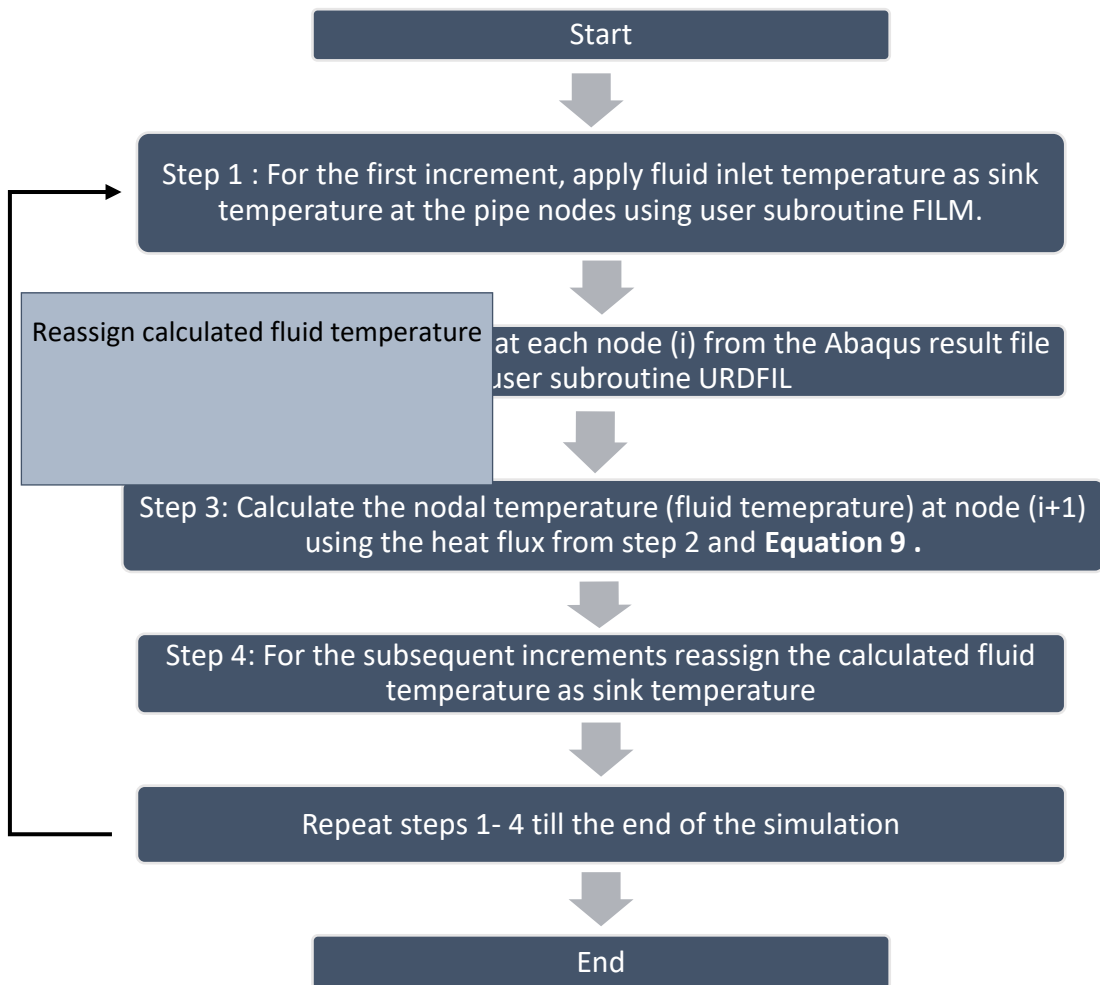 Start
Step 1 : For the first increment, apply fluid inlet temperature as sink
temperature at the pipe nodes using user subroutine FILM.
Reassign calculated fluid temperature
at each node (i) from the Abaqus result file
user subroutine URDFIL
Step 3: Calculate the nodal temperature (fluid temeprature) at node (i+1)
using the heat flux from step 2 and Equation 9 .
Step 4: For the subsequent increments reassign the calculated fluid
temperature as sink temperature
Repeat steps 1- 4 till the end of the simulation
End